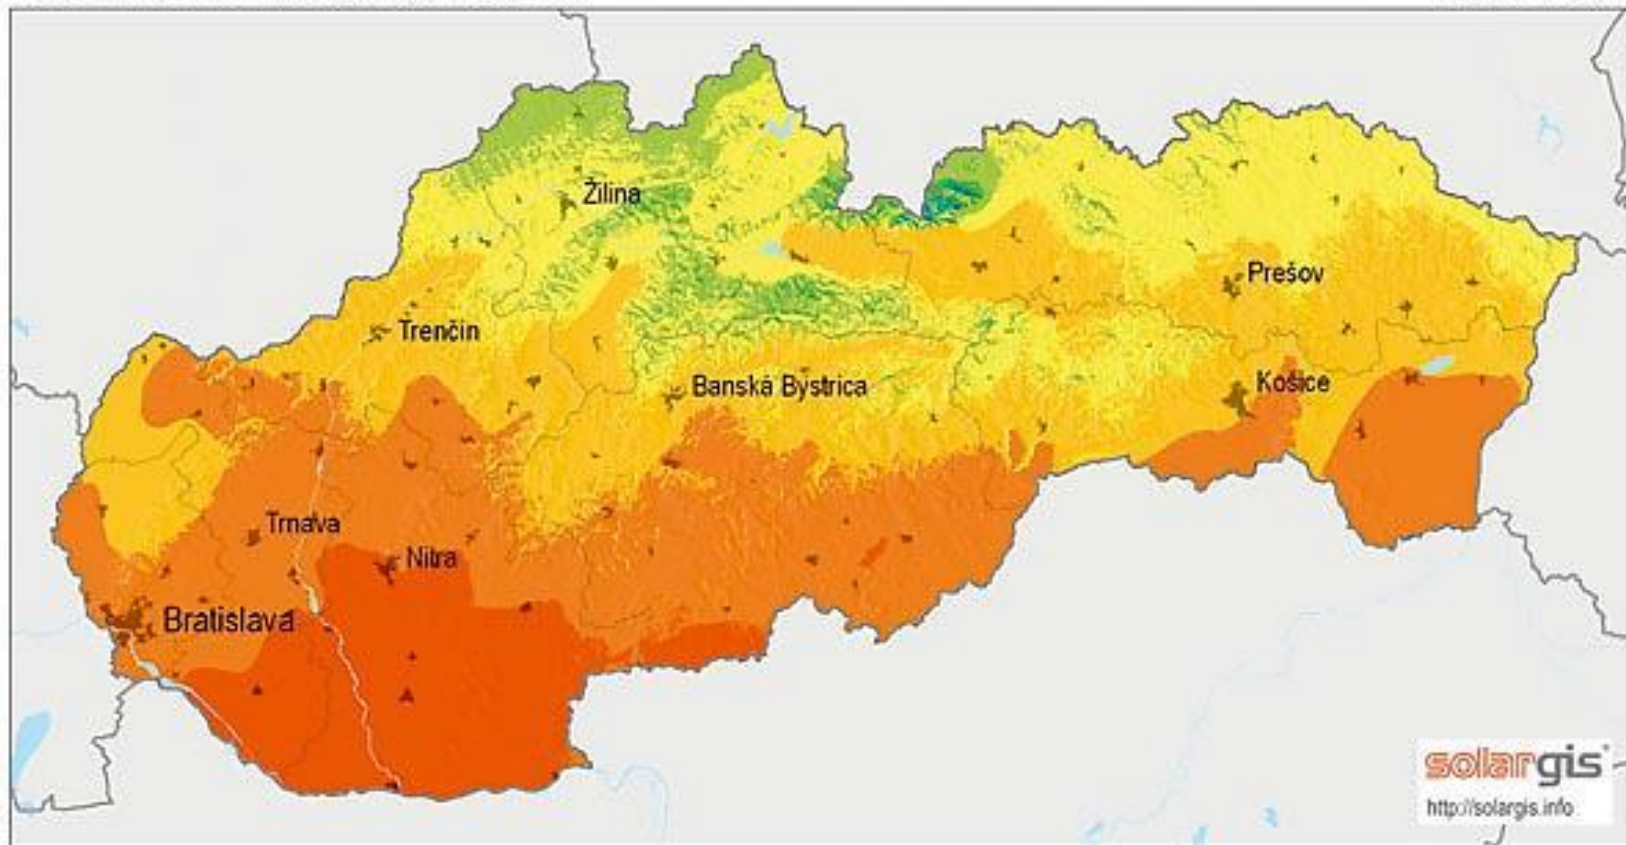 Žilina
Prešov
Trenčín
Banská Bystrica
Košice
Trnava
Nitra
Bratislava
solargis
http://solargis.info